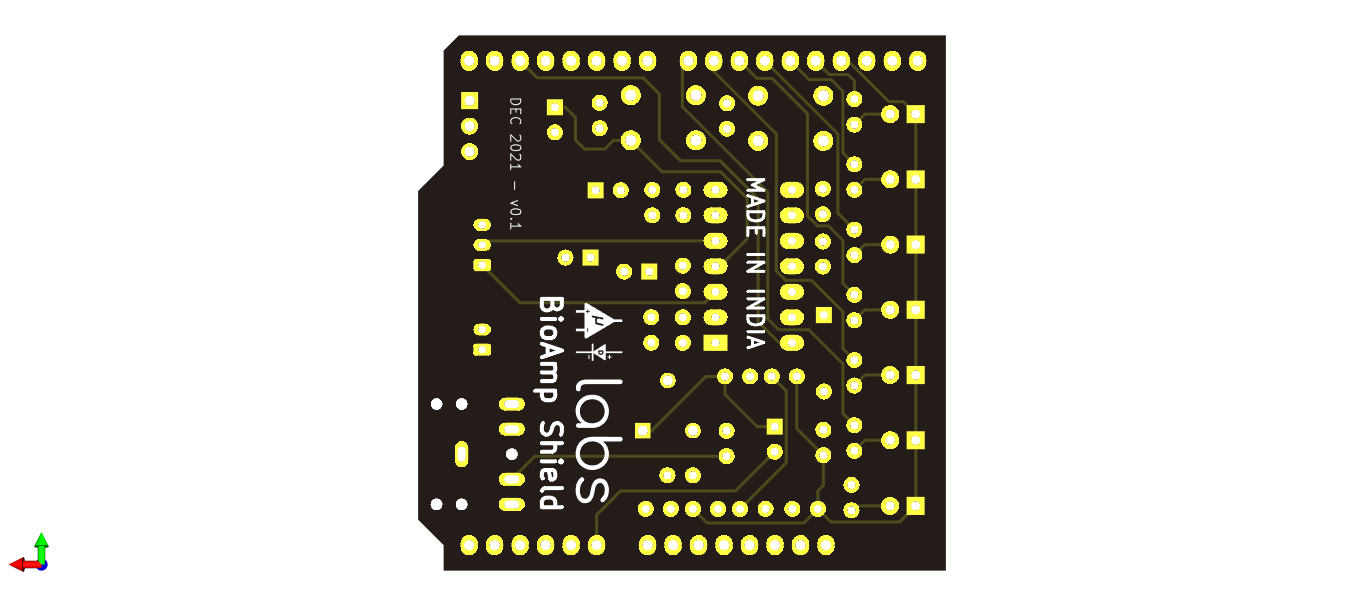 DEC 2021 – v0.1
MADE IN INDIA
BioAmp Shield
μ
labs